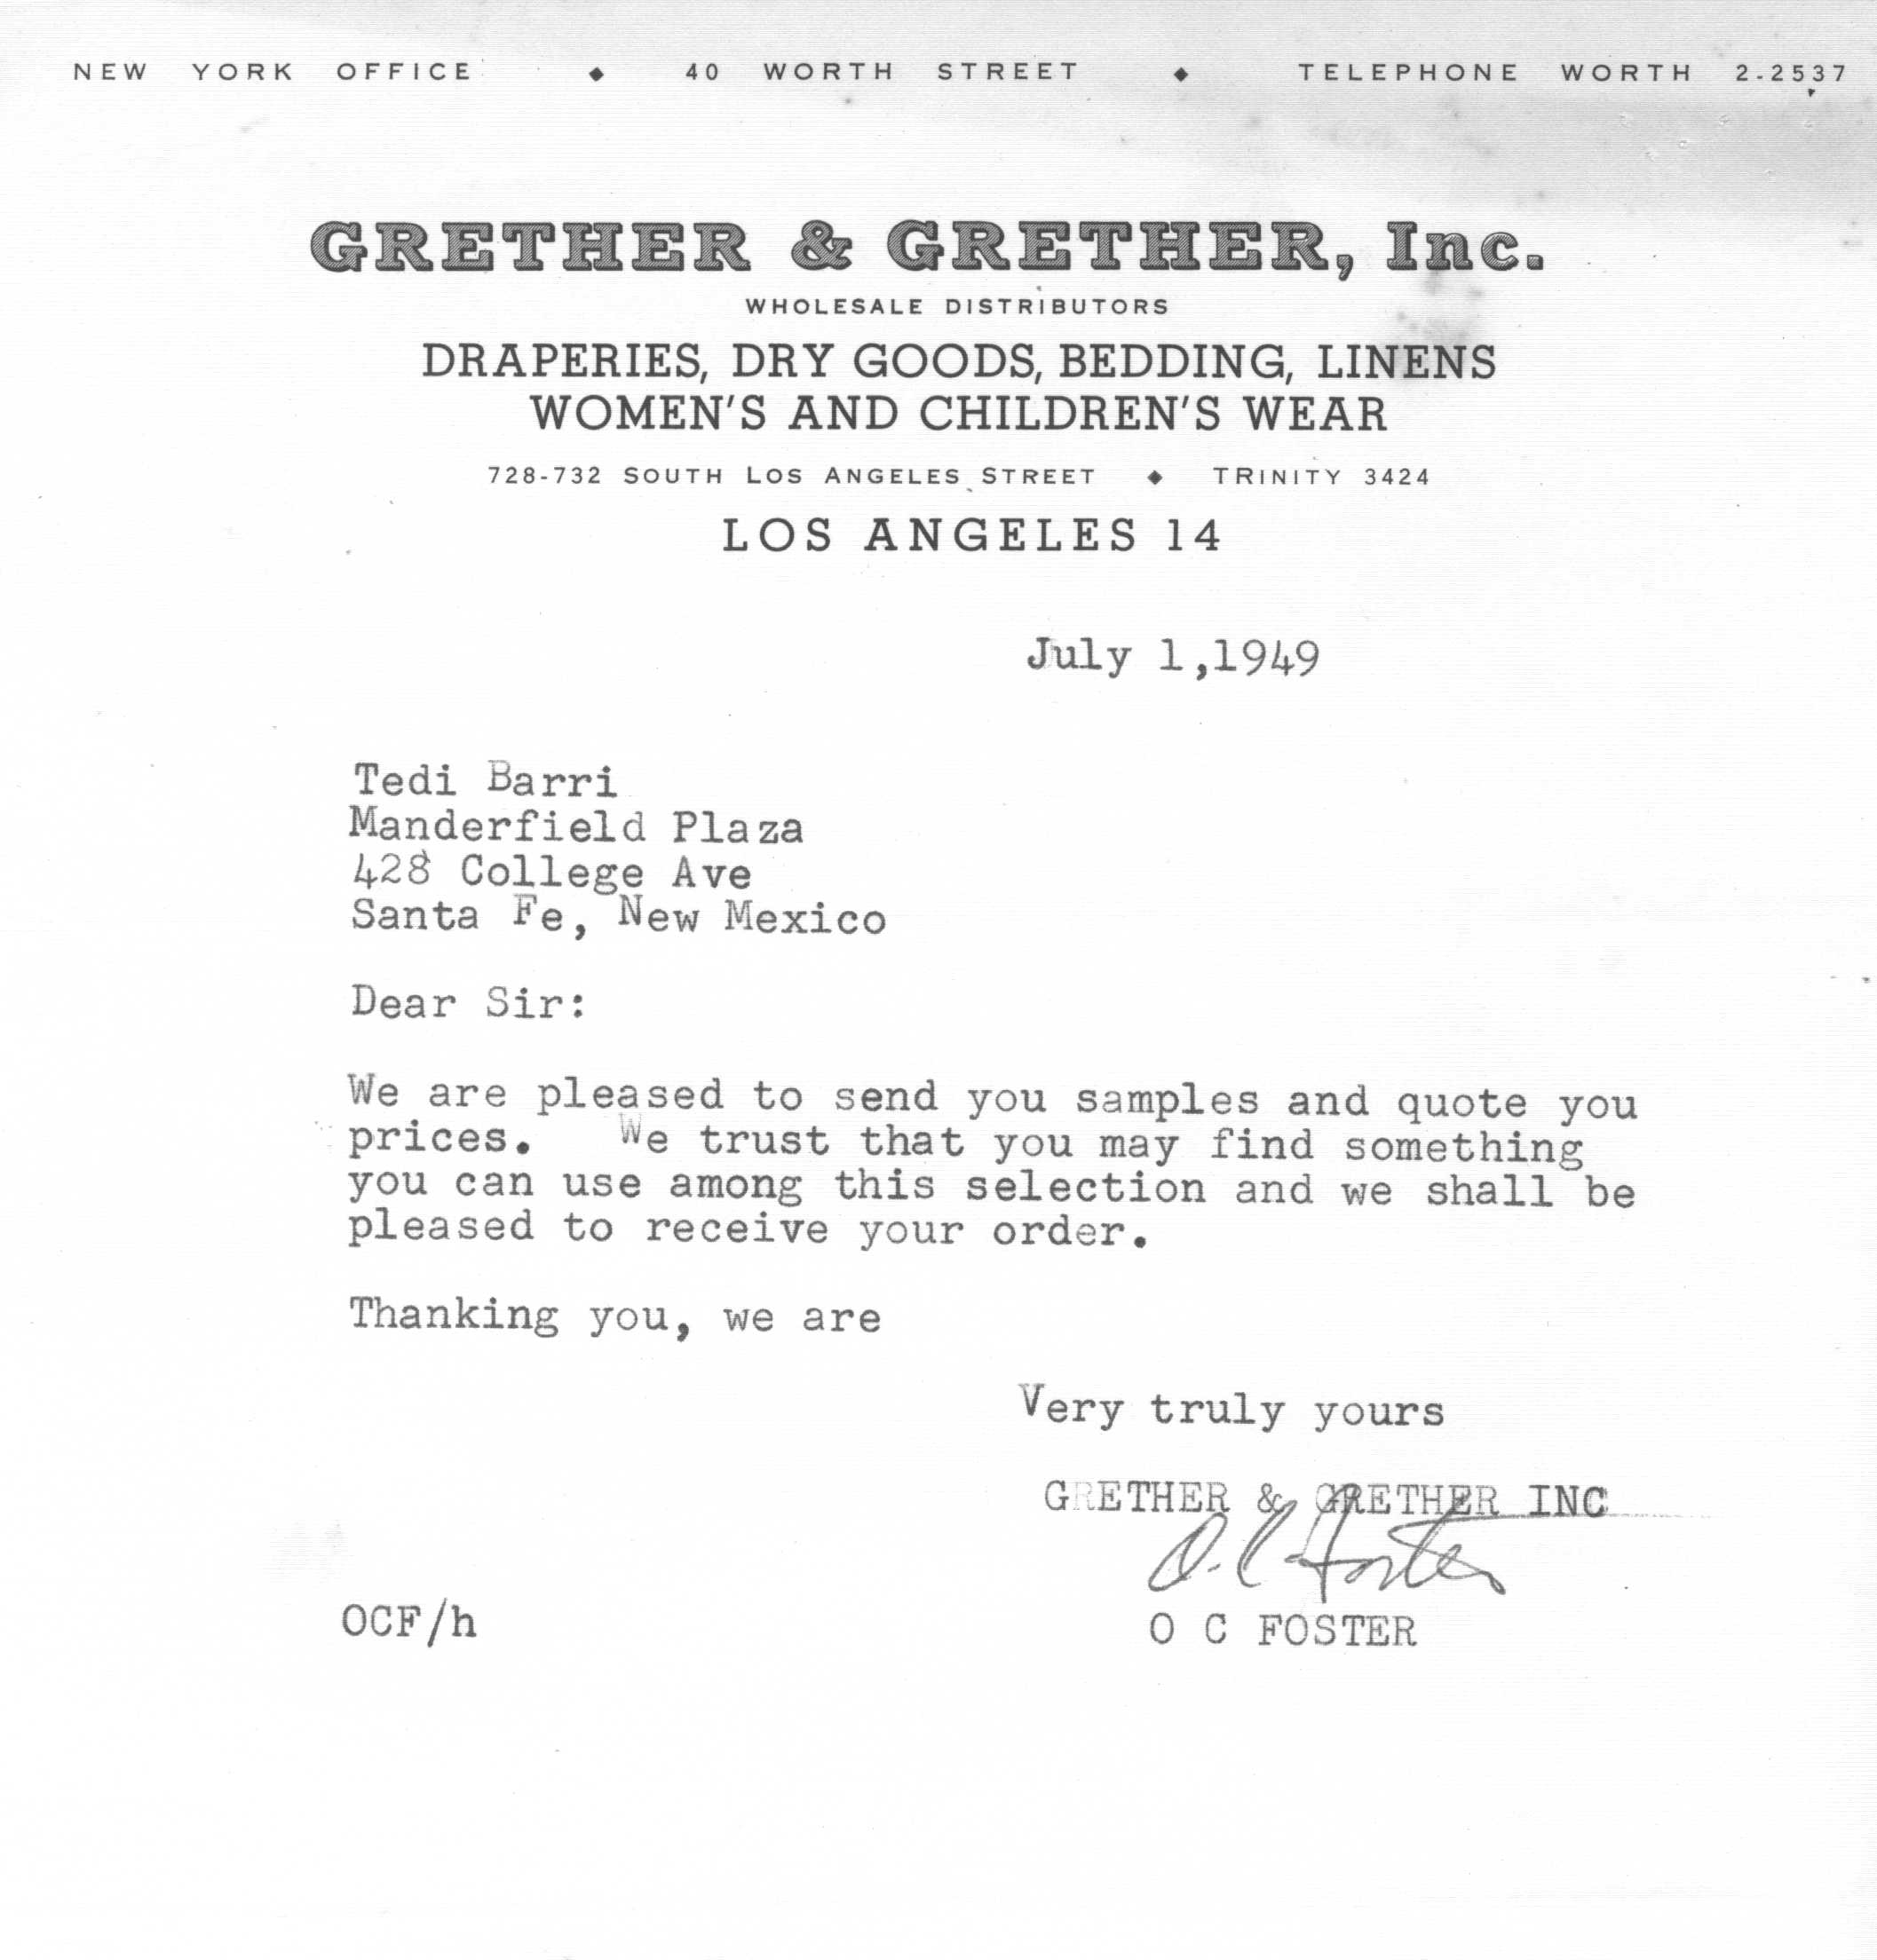 NEW YORK OFFICE ◆ 40 WORTH STREET ◆ TELEPHONE WORTH 2-2537
GRETHER & GRETHER, Inc.
WHOLESALE DISTRIBUTORS
DRAPERIES, DRY GOODS, BEDDING, LINENS
WOMEN'S AND CHILDREN'S WEAR
728-732 SOUTH LOS ANGELES STREET ◆ TRINITY 3424
LOS ANGELES 14
July 1,1949
Tedi Barri
Manderfield Plaza
428 College Ave
Santa Fe, New Mexico
Dear Sir:
We are pleased to send you samples and quote you
prices. We trust that you may find something
you can use among this selection and we shall be
pleased to receive your order.
Thanking you, we are
Very truly yours
GRETHER & GRETHER INC
O. C. Foster
OCF/h
O C FOSTER